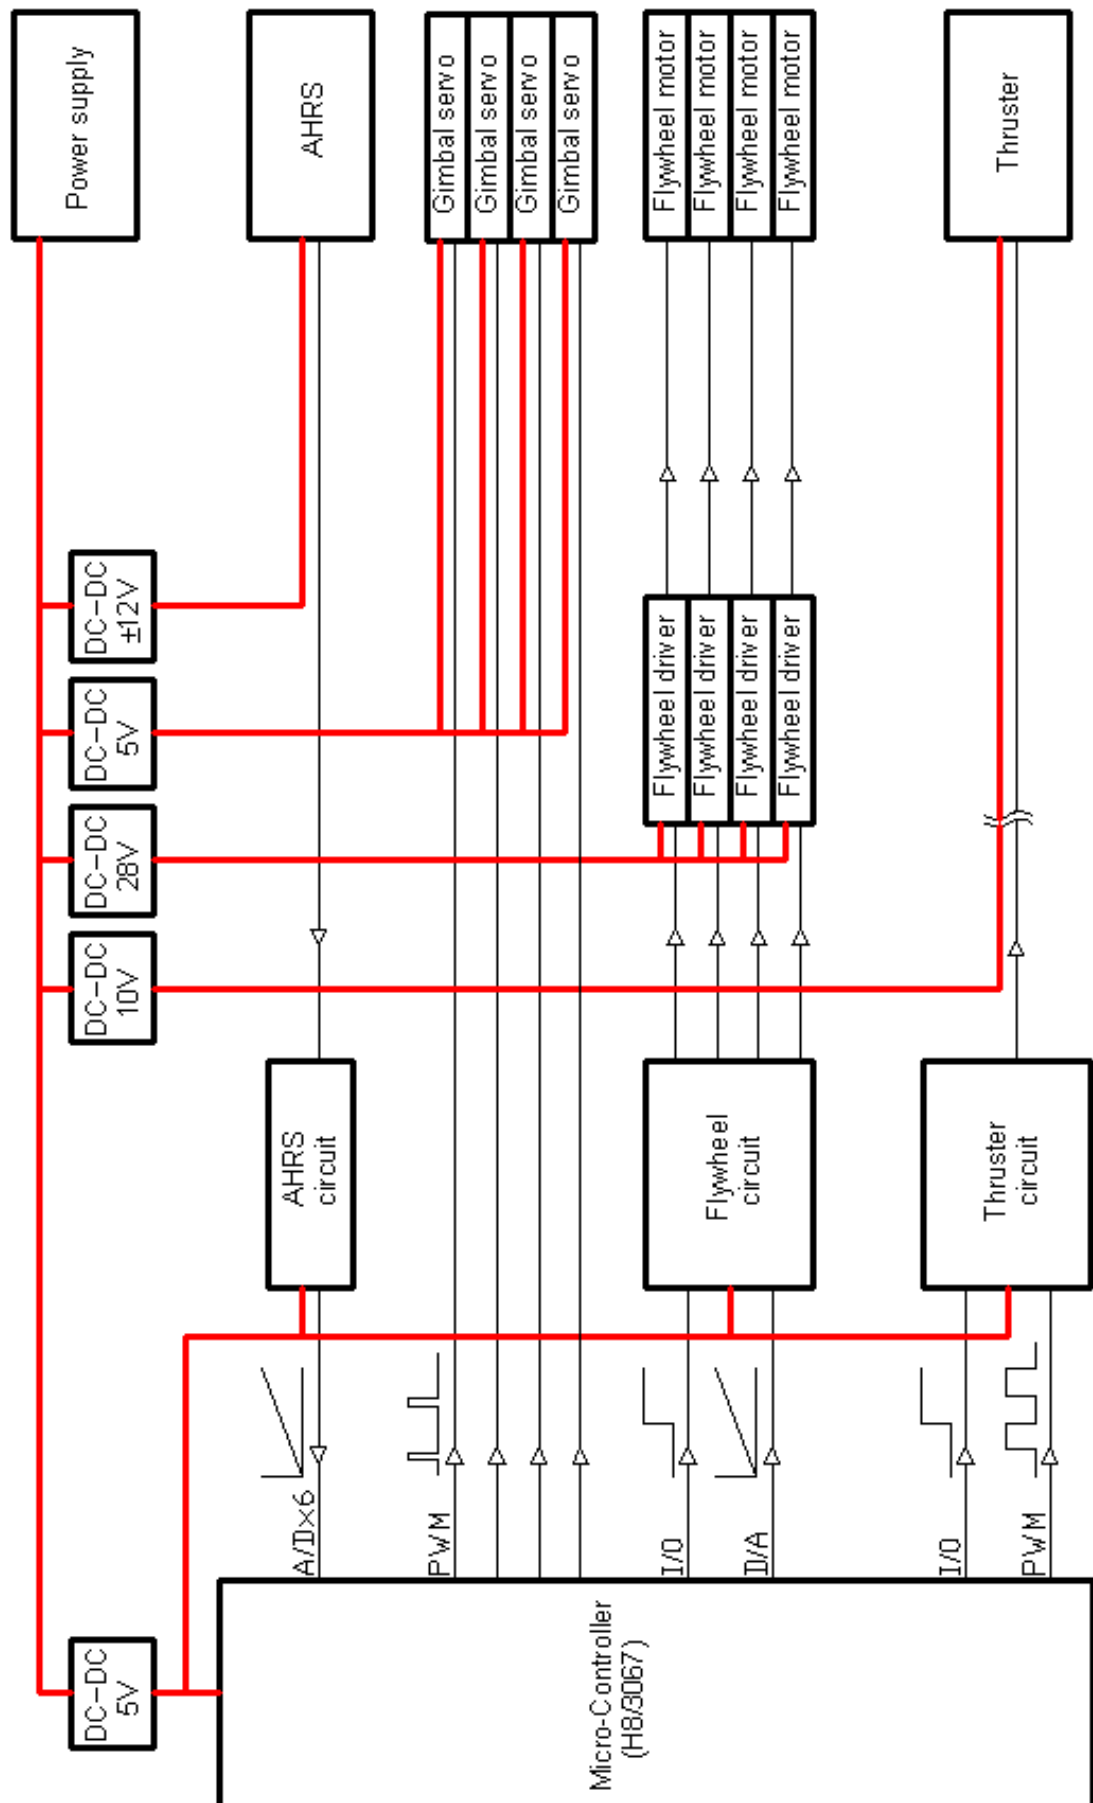 Power supply
AHRS
Gimbal servo
Gimbal servo
Gimbal servo
Gimbal servo
Flywheel motor
Flywheel motor
Flywheel motor
Flywheel motor
Thruster
DC-DC
±12V
DC-DC
5V
DC-DC
28V
DC-DC
10V
Flywheel driver
Flywheel driver
Flywheel driver
Flywheel driver
AHRS
circuit
Flywheel
circuit
Thruster
circuit
A/D×6
PWM
I/O
D/A
I/O
PWM
DC-DC
5V
Micro-Controller
(H8/3067)